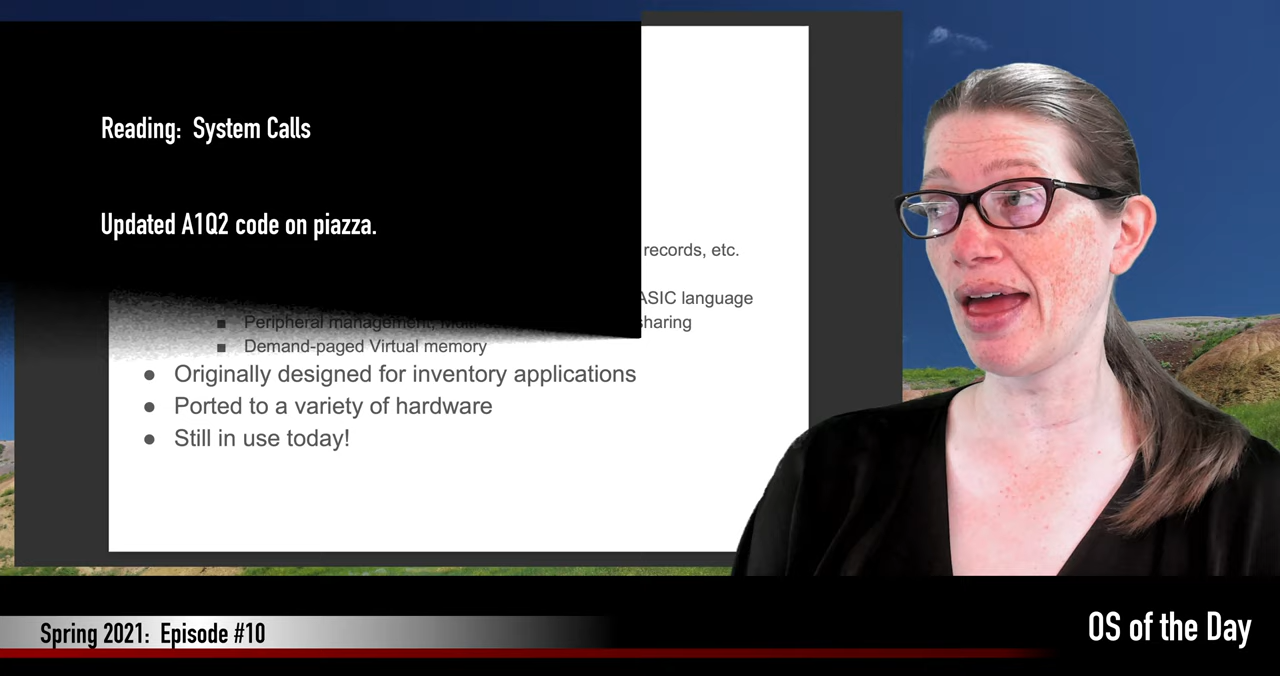 Reading: System Calls
Updated A1Q2 code on piazza.
records, etc.
ASIC language
Peripheral management, sharing
Demand-paged Virtual memory
Originally designed for inventory applications
Ported to a variety of hardware
Still in use today!
Spring 2021: Episode #10
OS of the Day